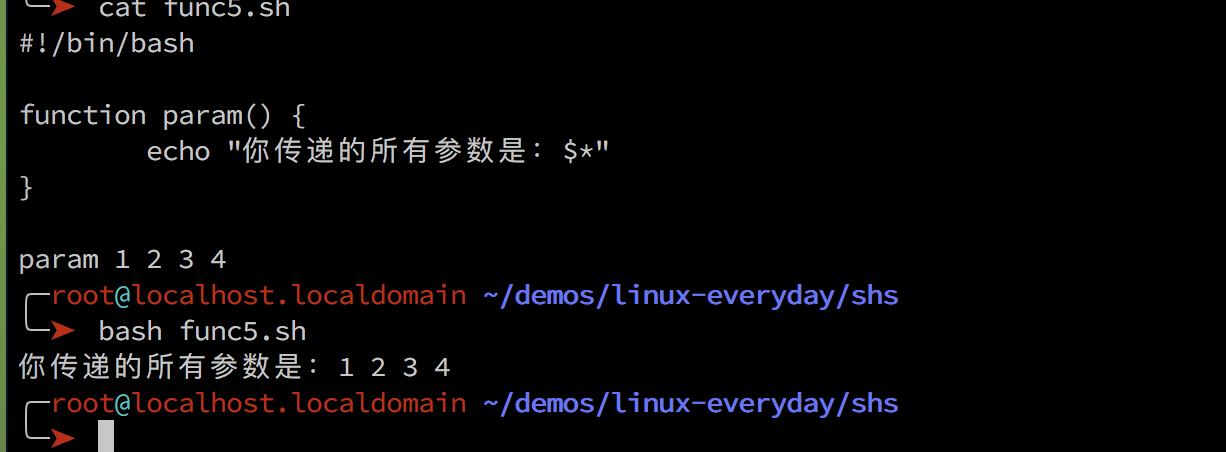 cat func5.sh
#!/bin/bash
function param() {
echo "你传递的所有参数是：$*"
}
param 1 2 3 4
root@localhost.localdomain ~/demos/linux-everyday/shs
bash func5.sh
你传递的所有参数是：1 2 3 4
root@localhost.localdomain ~/demos/linux-everyday/shs